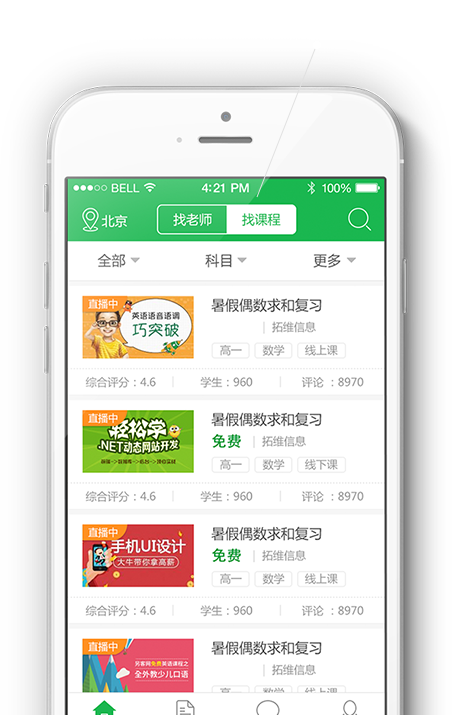 BELL 4:21 PM 100%
北京 找老师 找课程
全部 科目 更多
直播中
英语语音语调
巧突破
暑假偶数求和复习
| 拓维信息
高一 数学 线上课
综合评分：4.6 学生：960 评论 ：8970
直播中
轻松学
.NET动态网站开发
暑假偶数求和复习
免费 | 拓维信息
高一 数学 线下课
综合评分：4.6 学生：960 评论 ：8970
直播中
手机UI设计
大牛带你拿高薪
暑假偶数求和复习
免费 | 拓维信息
高一 数学 线上课
综合评分：4.6 学生：960 评论 ：8970
直播中
全外教少儿口语
暑假偶数求和复习
| 拓维信息
高一 数学 线上课